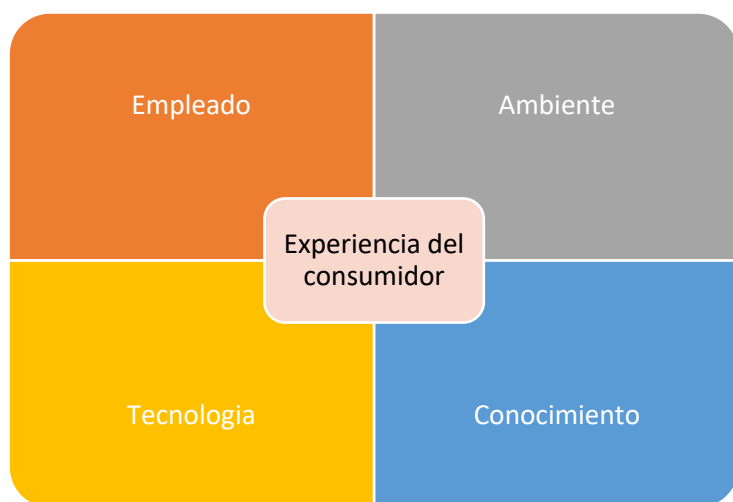 Empleado
Ambiente
Experiencia del
consumidor
Tecnologia
Conocimiento